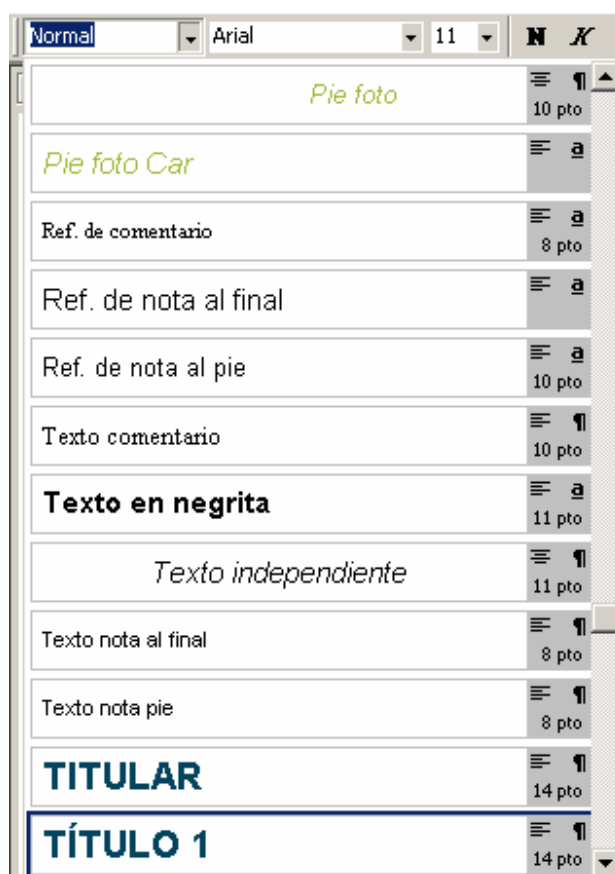 Normal Arial 11 N K
Pie foto ¶
10 pto
Pie foto Car a
Ref. de comentario a
8 pto
Ref. de nota al final a
Ref. de nota al pie a
10 pto
Texto comentario ¶
10 pto
Texto en negrita a
11 pto
Texto independiente ¶
11 pto
Texto nota al final ¶
8 pto
Texto nota pie ¶
8 pto
TITULAR ¶
14 pto
TÍTULO 1 ¶
14 pto